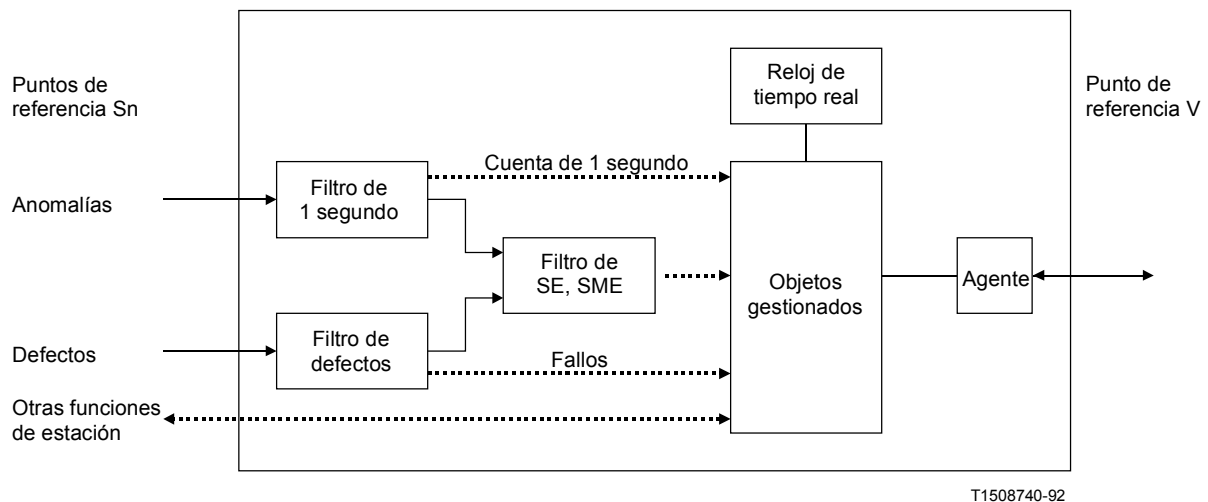 Puntos de
referencia Sn
Reloj de
tiempo real
Punto de
referencia V
Cuenta de 1 segundo
Anomalías
Filtro de
1 segundo
Filtro de
SE, SME
Objetos
gestionados
Agente
Defectos
Filtro de
defectos
Fallos
Otras funciones
de estación
T1508740-92